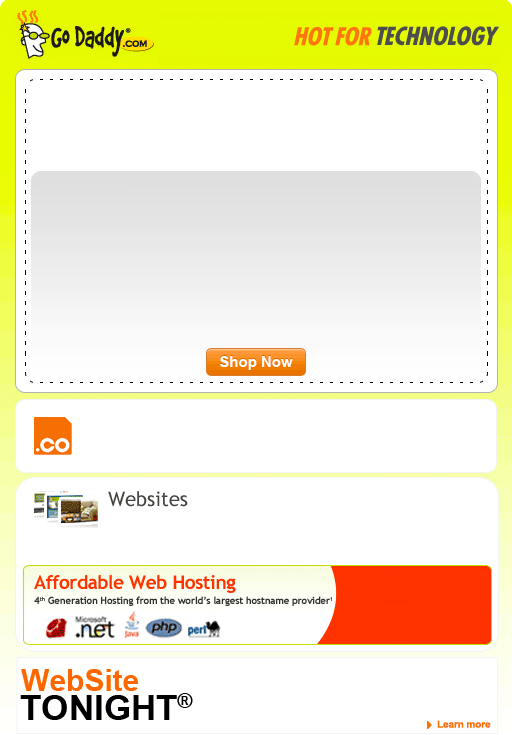 Go Daddy®.COM
HOT FOR TECHNOLOGY
Shop Now
.co
Websites
Affordable Web Hosting
4th Generation Hosting from the world's largest hostname provider¹
Microsoft .net Java php perl
WebSite
TONIGHT®
Learn more